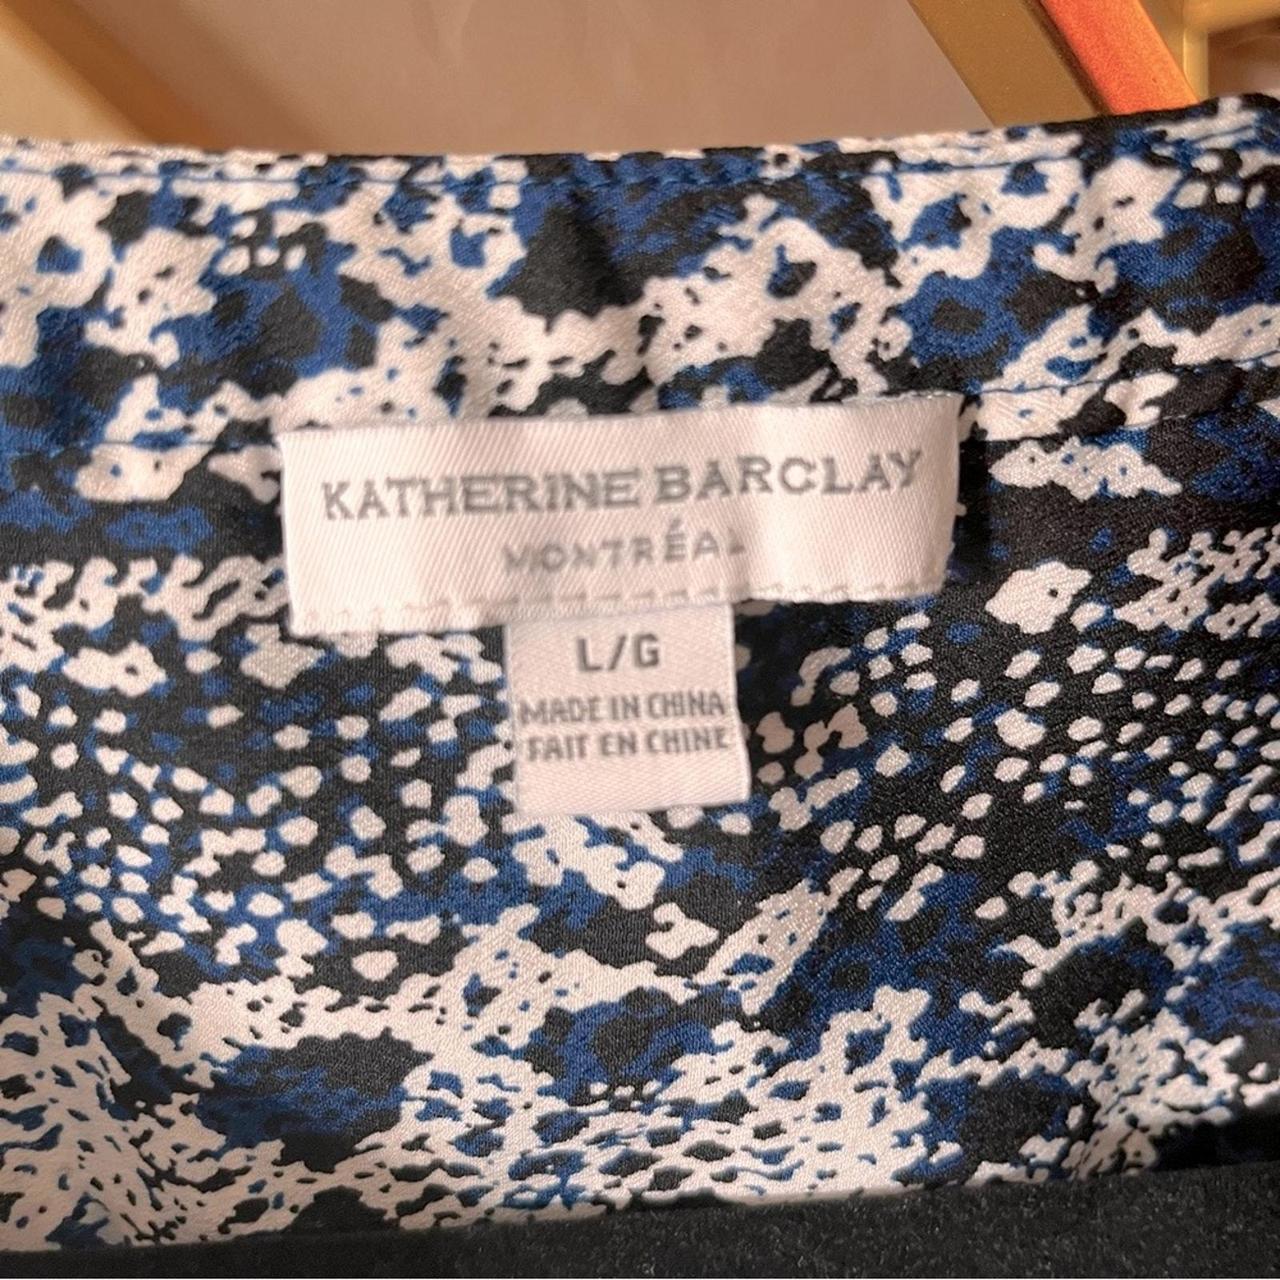 KATHERINE BARCLAY
MONTRÉAL
L/G
MADE IN CHINA
FAIT EN CHINE